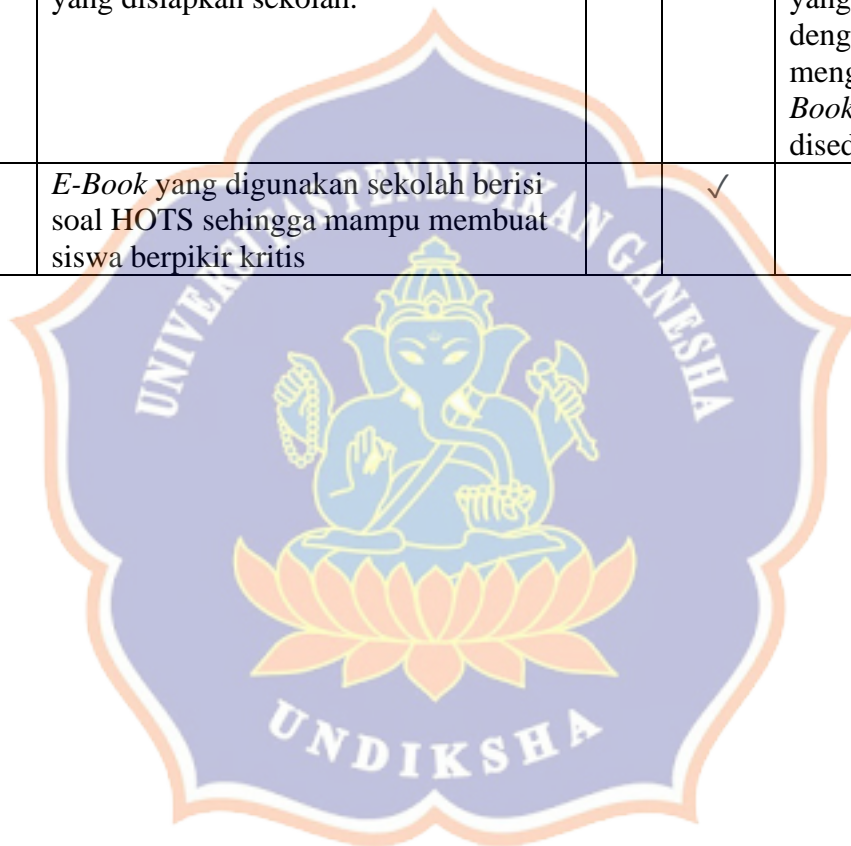 yang disiapkan sekolah.
yang
deng
meng
Book
dised
E-Book yang digunakan sekolah berisi
soal HOTS sehingga mampu membuat
siswa berpikir kritis
✓
UNIVERSITAS PENDIDIKAN GANESHA
UNDIKSHA